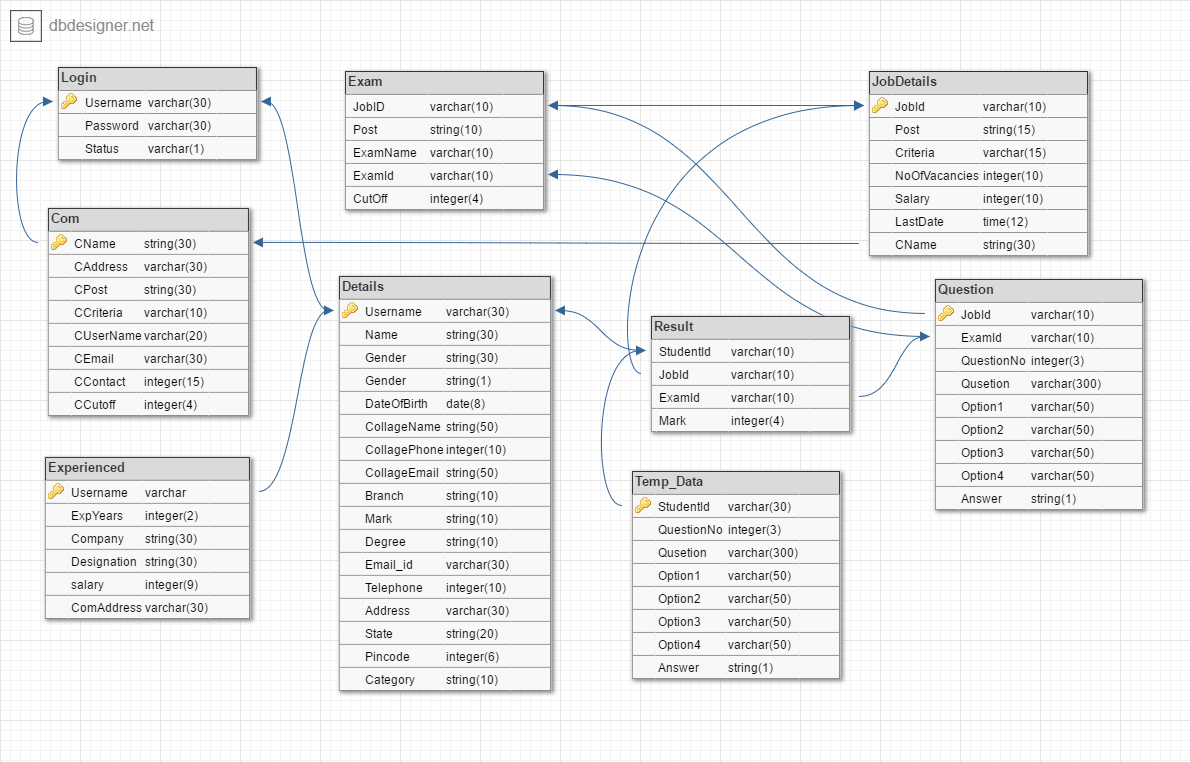 dbdesigner.net
Login
Username varchar(30)
Password varchar(30)
Status varchar(1)
Exam
JobID varchar(10)
Post string(10)
ExamName varchar(10)
ExamId varchar(10)
CutOff integer(4)
JobDetails
JobId varchar(10)
Post string(15)
Criteria varchar(15)
NoOfVacancies integer(10)
Salary integer(10)
LastDate time(12)
CName string(30)
Com
CName string(30)
CAddress varchar(30)
CPost string(30)
CCriteria varchar(10)
CUserName varchar(20)
CEmail varchar(30)
CContact integer(15)
CCutoff integer(4)
Details
Username varchar(30)
Name string(30)
Gender string(30)
Gender string(1)
DateOfBirth date(8)
CollageName string(50)
CollagePhone integer(10)
CollageEmail string(50)
Branch string(10)
Mark string(10)
Degree string(10)
Email_id varchar(30)
Telephone integer(10)
Address varchar(30)
State string(20)
Pincode integer(6)
Category string(10)
Result
StudentId varchar(10)
JobId varchar(10)
ExamId varchar(10)
Mark integer(4)
Question
JobId varchar(10)
ExamId varchar(10)
QuestionNo integer(3)
Qusetion varchar(300)
Option1 varchar(50)
Option2 varchar(50)
Option3 varchar(50)
Option4 varchar(50)
Answer string(1)
Experienced
Username varchar
ExpYears integer(2)
Company string(30)
Designation string(30)
salary integer(9)
ComAddress varchar(30)
Temp_Data
StudentId varchar(30)
QuestionNo integer(3)
Qusetion varchar(300)
Option1 varchar(50)
Option2 varchar(50)
Option3 varchar(50)
Option4 varchar(50)
Answer string(1)